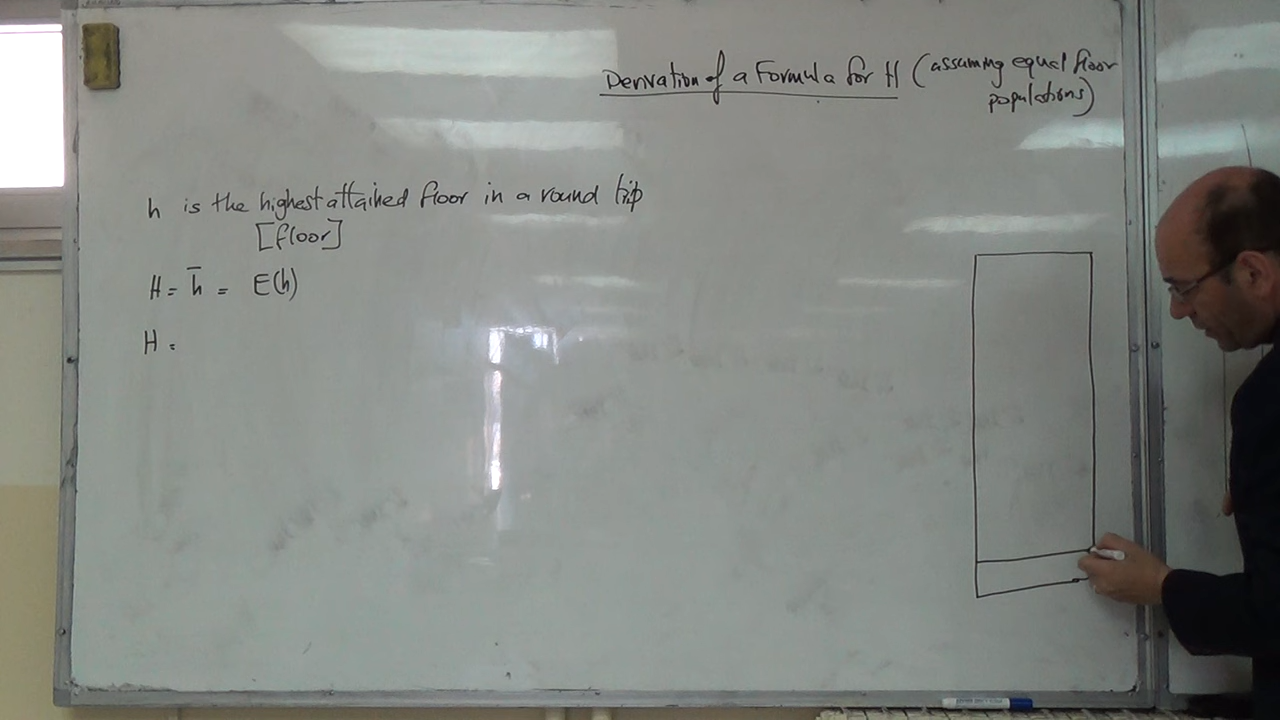 Derivation of a Formula for H (assuming equal floor
populations)
h is the highest attained floor in a round trip
[floor]
H = h̄ = E(h)
H =